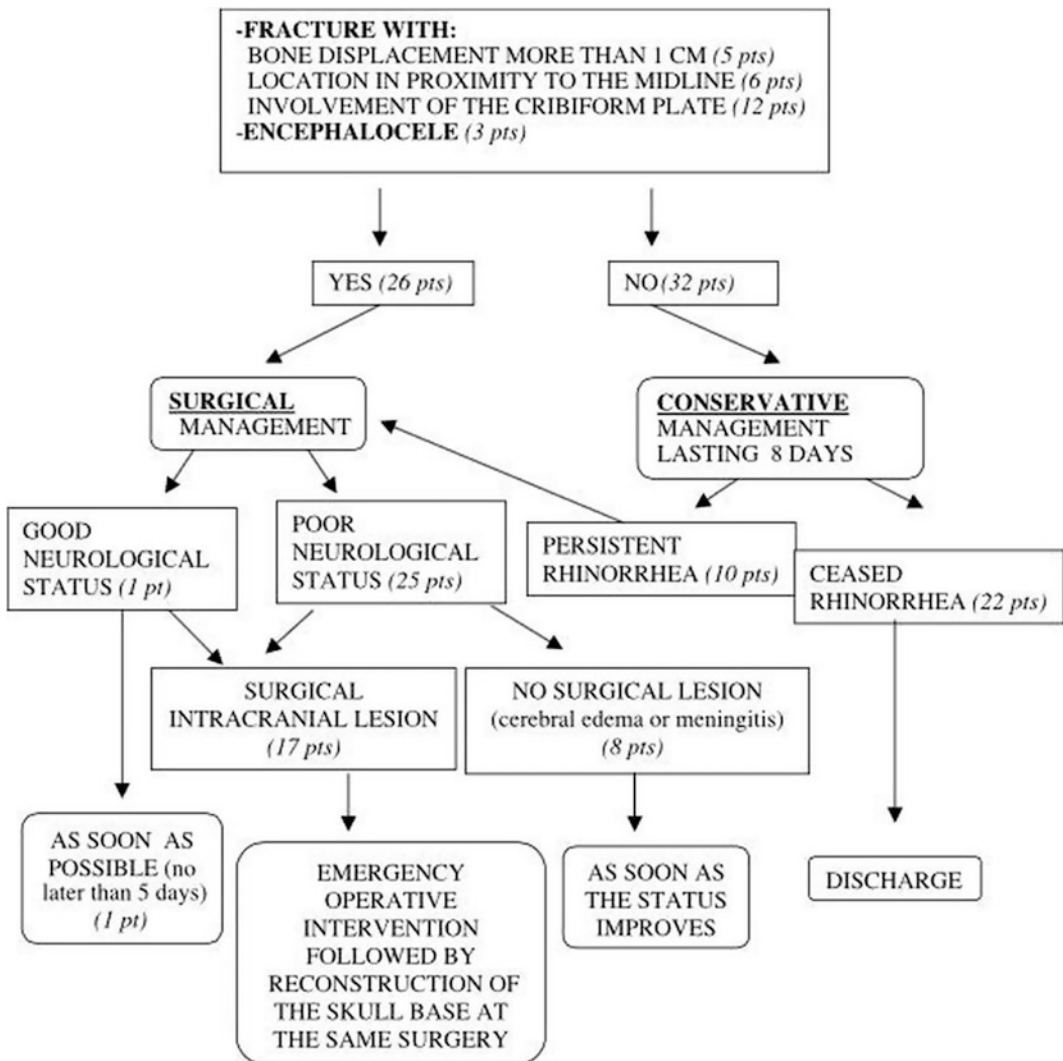 -FRACTURE WITH:
BONE DISPLACEMENT MORE THAN 1 CM (5 pts)
LOCATION IN PROXIMITY TO THE MIDLINE (6 pts)
INVOLVEMENT OF THE CRIBIFORM PLATE (12 pts)
-ENCEPHALOCELE (3 pts)
YES (26 pts)
NO (32 pts)
SURGICAL
MANAGEMENT
CONSERVATIVE
MANAGEMENT
LASTING 8 DAYS
GOOD
NEUROLOGICAL
STATUS (1 pt)
POOR
NEUROLOGICAL
STATUS (25 pts)
PERSISTENT
RHINORRHEA (10 pts)
CEASED
RHINORRHEA (22 pts)
SURGICAL
INTRACRANIAL LESION
(17 pts)
NO SURGICAL LESION
(cerebral edema or meningitis)
(8 pts)
AS SOON AS
POSSIBLE (no
later than 5 days)
(1 pt)
EMERGENCY
OPERATIVE
INTERVENTION
FOLLOWED BY
RECONSTRUCTION OF
THE SKULL BASE AT
THE SAME SURGERY
AS SOON AS
THE STATUS
IMPROVES
DISCHARGE